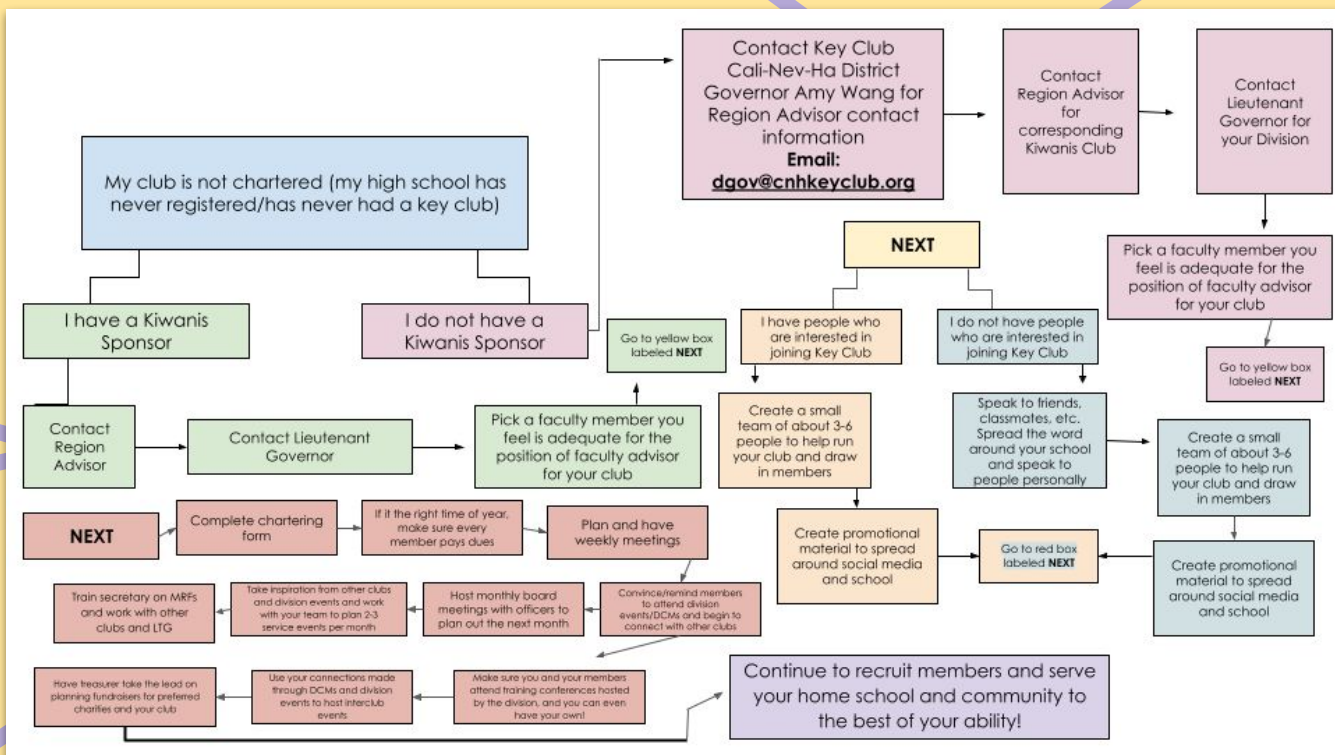 My club is not chartered (my high school has
never registered/has never had a key club)
I have a Kiwanis
Sponsor
I do not have a
Kiwanis Sponsor
Contact
Region
Advisor
Contact Lieutenant
Governor
Pick a faculty member you
feel is adequate for the
position of faculty advisor
for your club
Go to yellow box
labeled NEXT
Contact Key Club
Cali-Nev-Ha District
Governor Amy Wang for
Region Advisor contact
information
Email:
dgov@cnhkeyclub.org
Contact
Region Advisor
for
corresponding
Kiwanis Club
Contact
Lieutenant
Governor for
your Division
Pick a faculty member you
feel is adequate for the
position of faculty advisor
for your club
Go to yellow box
labeled NEXT
NEXT
I have people who
are interested in
joining Key Club
I do not have people
who are interested in
joining Key Club
Create a small
team of about 3-6
people to help run
your club and draw
in members
Speak to friends,
classmates, etc.
Spread the word
around your school
and speak to
people personally
Create a small
team of about 3-6
people to help run
your club and draw
in members
Create promotional
material to spread
around social media
and school
Go to red box
labeled NEXT
Create promotional
material to spread
around social media
and school
NEXT
Complete chartering
form
If it the right time of year,
make sure every
member pays dues
Plan and have
weekly meetings
Convince/remind members
to attend division
events/DCMs and begin to
connect with other clubs
Host monthly board
meetings with officers to
plan out the next month
Take inspiration from other clubs
and division events and work
with your team to plan 2-3
service events per month
Train secretary on MRFs
and work with other
clubs and LTG
Make sure you and your members
attend training conferences hosted
by the division, and you can even
have your own!
Use your connections made
through DCMs and division
events to host interclub
events
Have treasurer take the lead on
planning fundraisers for preferred
charities and your club
Continue to recruit members and serve
your home school and community to
the best of your ability!